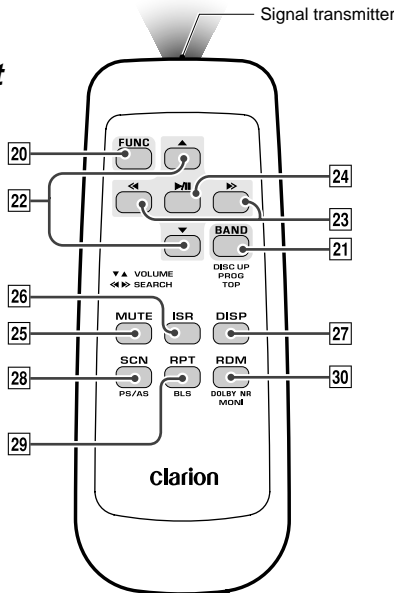 Signal transmitter
t
20
FUNC
24
22
23
BAND
21
DISC UP
PROG
TOP
▼▲ VOLUME
◀◀ ▶▶ SEARCH
26
MUTE
ISR
DISP
25
27
SCN
RPT
RDM
28
30
PS/AS
BLS
DOLBY NR
MONI
29
clarion